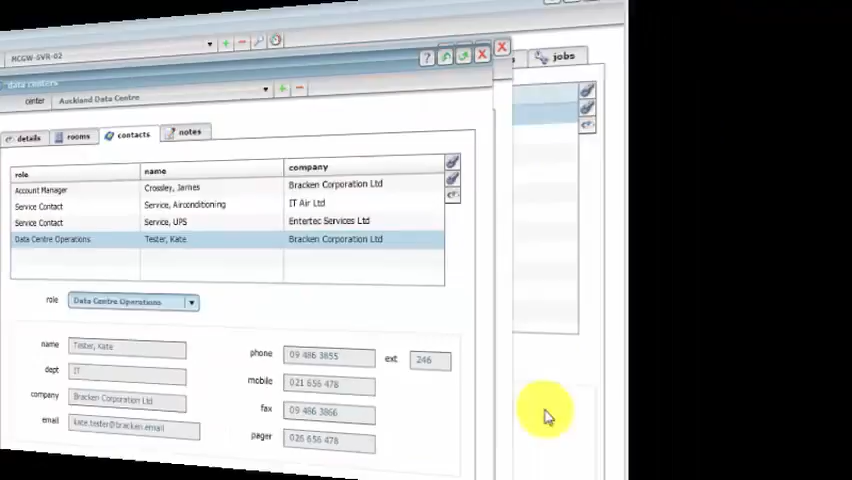 MCGW-SVR-02
jobs
data centers
center Auckland Data Centre
details rooms contacts notes
role name company
Account Manager Crossley, James Bracken Corporation Ltd
Service Contact Service, Airconditioning IT Air Ltd
Service Contact Service, UPS Entertec Services Ltd
Data Centre Operations Tester, Kate Bracken Corporation Ltd
role Data Centre Operations
name Tester, Kate phone 09 486 3855 ext 246
dept IT mobile 021 656 478
company Bracken Corporation Ltd fax 09 486 3866
email kate.tester@bracken.email pager 026 656 478